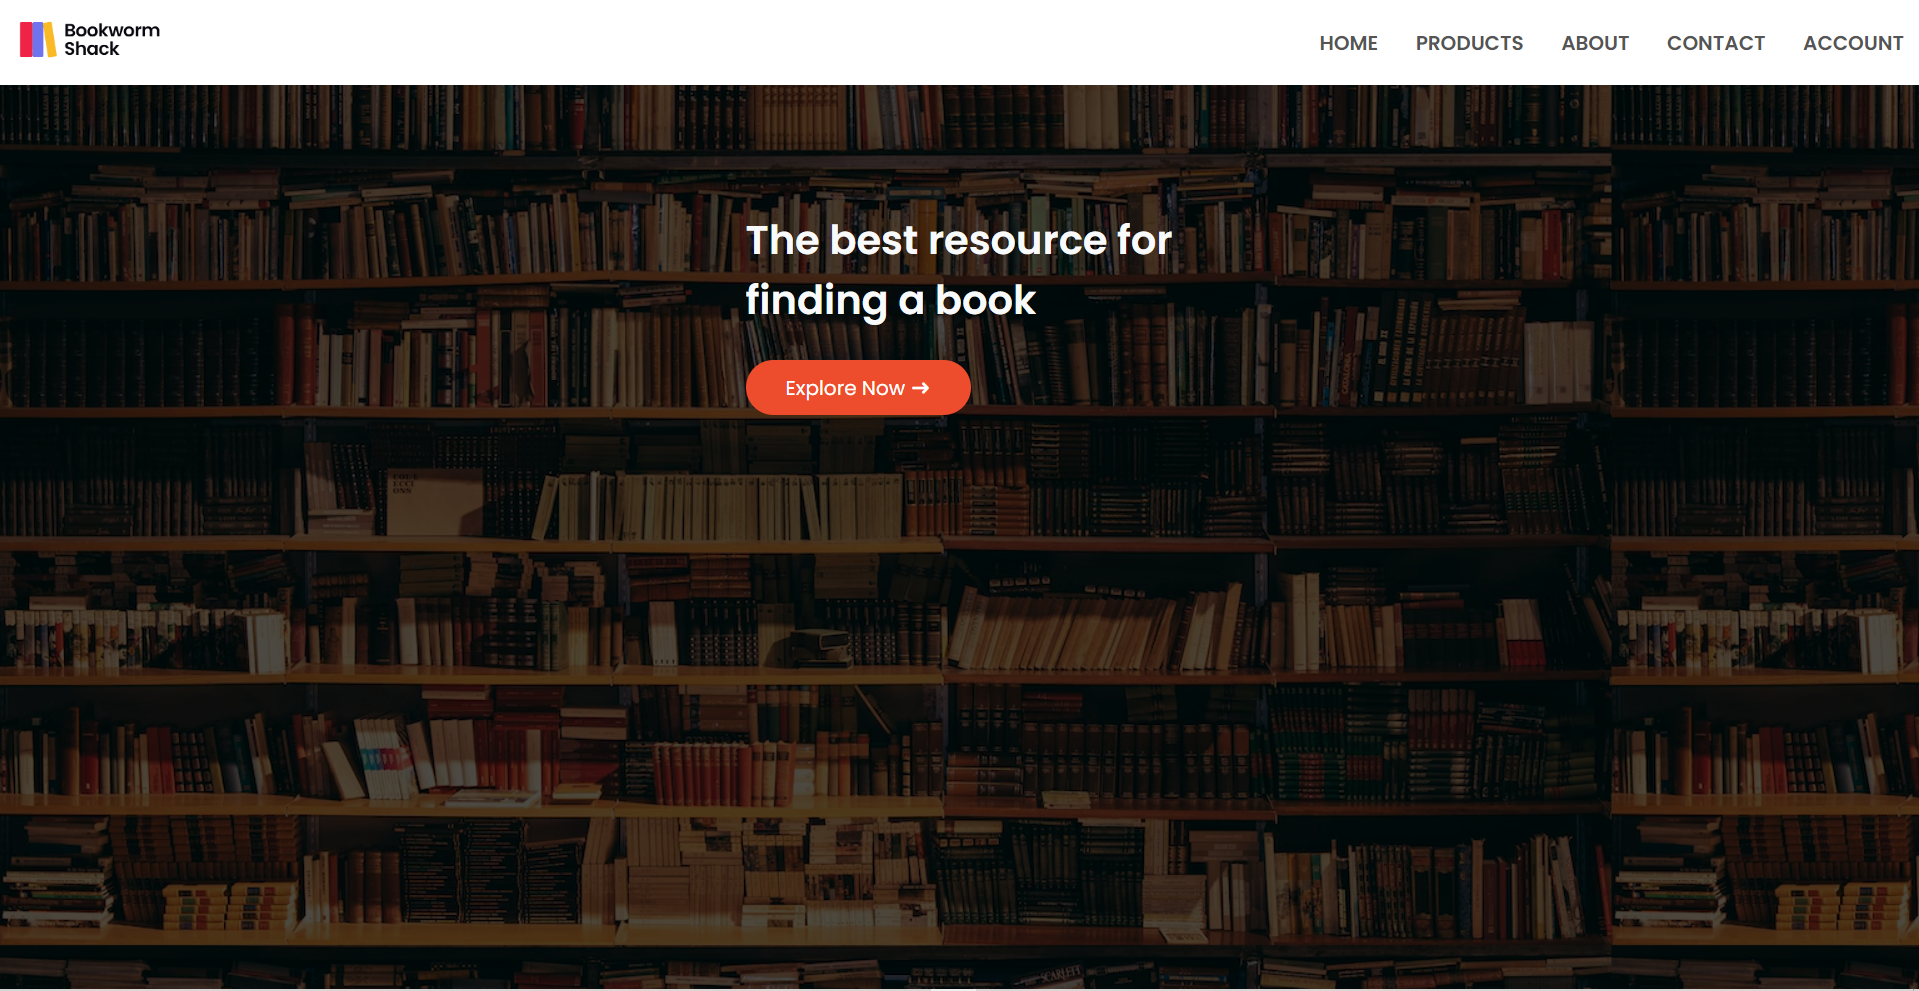 Bookworm
Shack
HOME
PRODUCTS
ABOUT
CONTACT
ACCOUNT
The best resource for
finding a book
Explore Now →